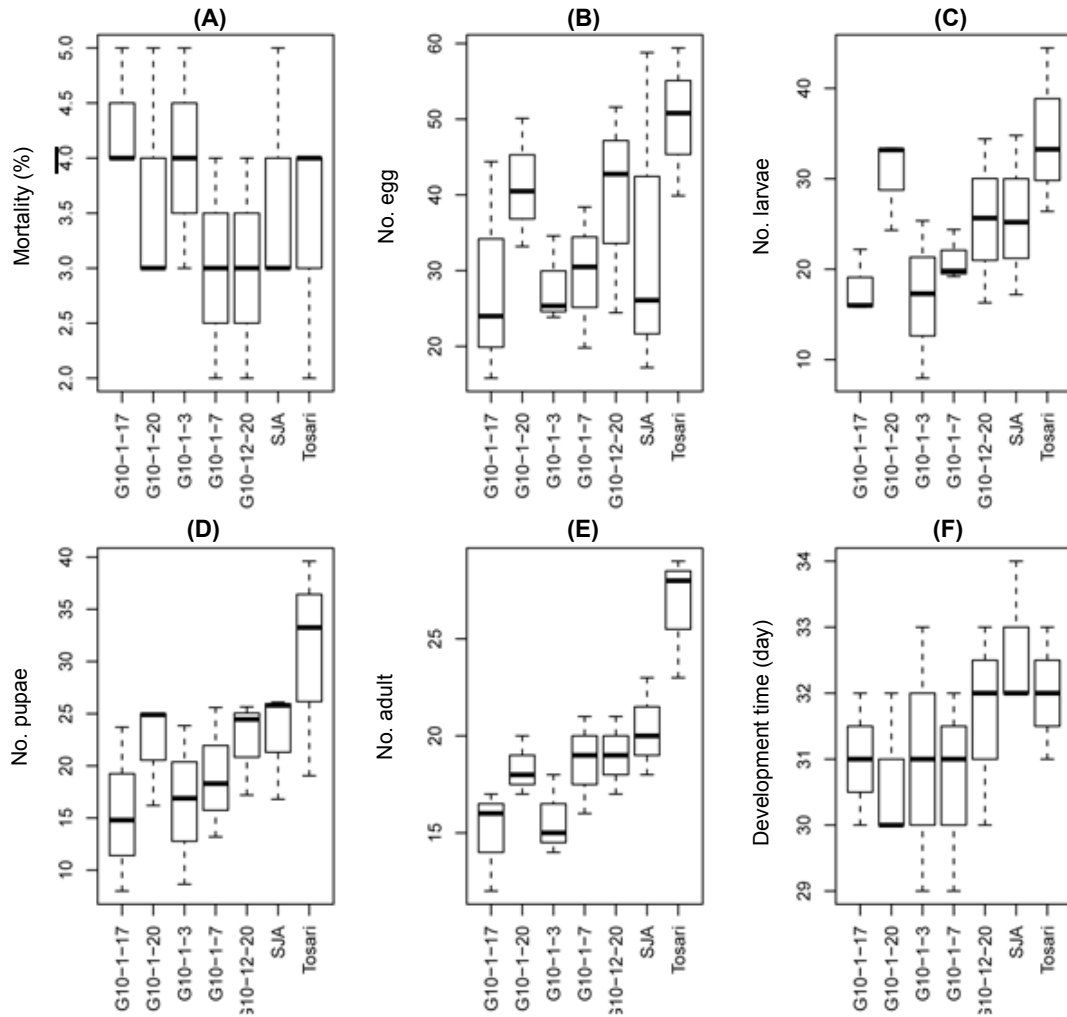 (A)
Mortality (%)
5.0
4.5
4.0
3.5
3.0
2.5
2.0
G10-1-17
G10-1-20
G10-1-3
G10-1-7
G10-12-20
SJA
Tosari
(B)
No. egg
60
50
40
30
20
G10-1-17
G10-1-20
G10-1-3
G10-1-7
G10-12-20
SJA
Tosari
(C)
No. larvae
40
30
20
10
G10-1-17
G10-1-20
G10-1-3
G10-1-7
G10-12-20
SJA
Tosari
(D)
No. pupae
40
35
30
25
20
15
10
G10-1-17
G10-1-20
G10-1-3
G10-1-7
G10-12-20
SJA
Tosari
(E)
No. adult
25
20
15
G10-1-17
G10-1-20
G10-1-3
G10-1-7
G10-12-20
SJA
Tosari
(F)
Development time (day)
34
33
32
31
30
29
G10-1-17
G10-1-20
G10-1-3
G10-1-7
G10-12-20
SJA
Tosari